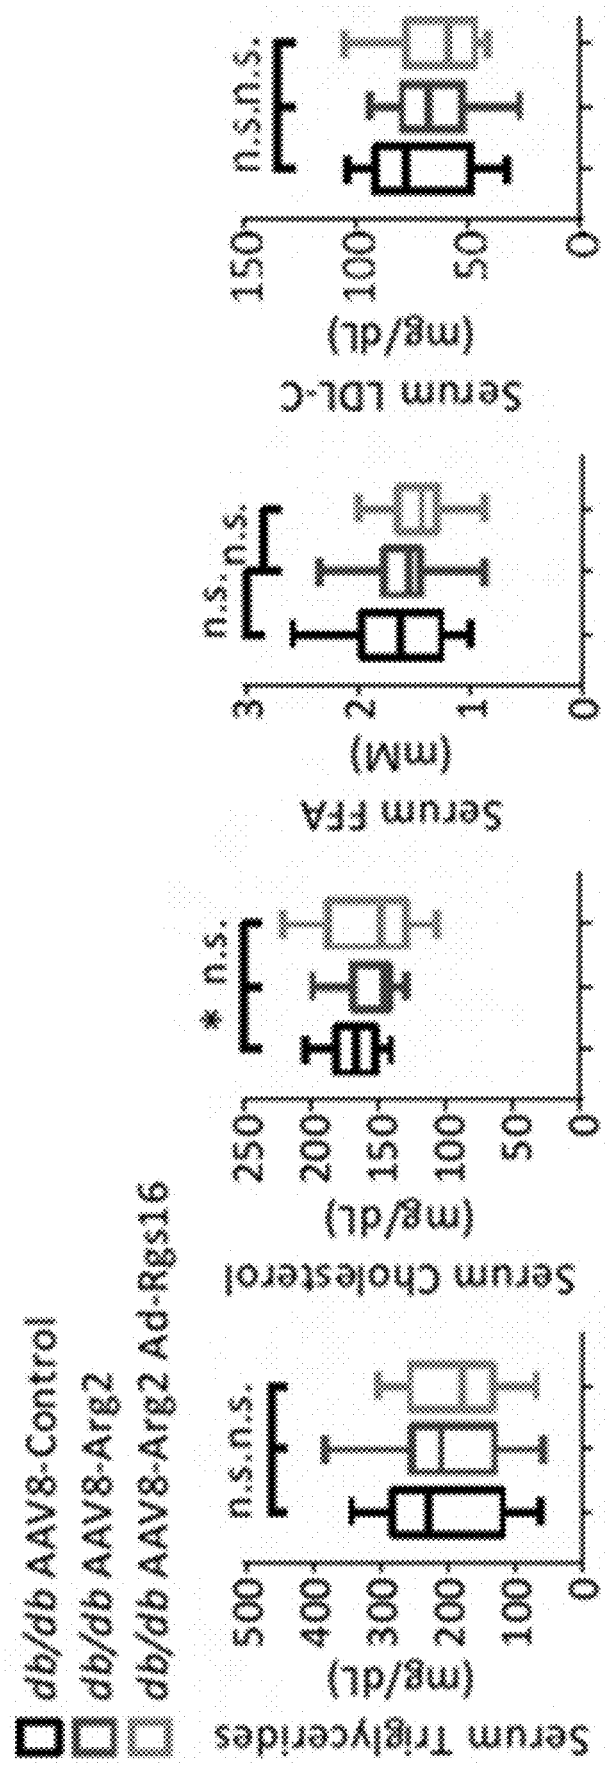 db/db AAV8-Control
db/db AAV8-Arg2
db/db AAV8-Arg2 Ad-Rgs16
Serum Triglycerides
(mg/dL)
500
400
300
200
100
0
n.s. n.s.
Serum Cholesterol
(mg/dL)
250
200
150
100
50
0
* n.s.
Serum FFA
(mM)
3
2
1
0
n.s. n.s.
Serum LDL-C
(mg/dL)
150
100
50
0
n.s. n.s.